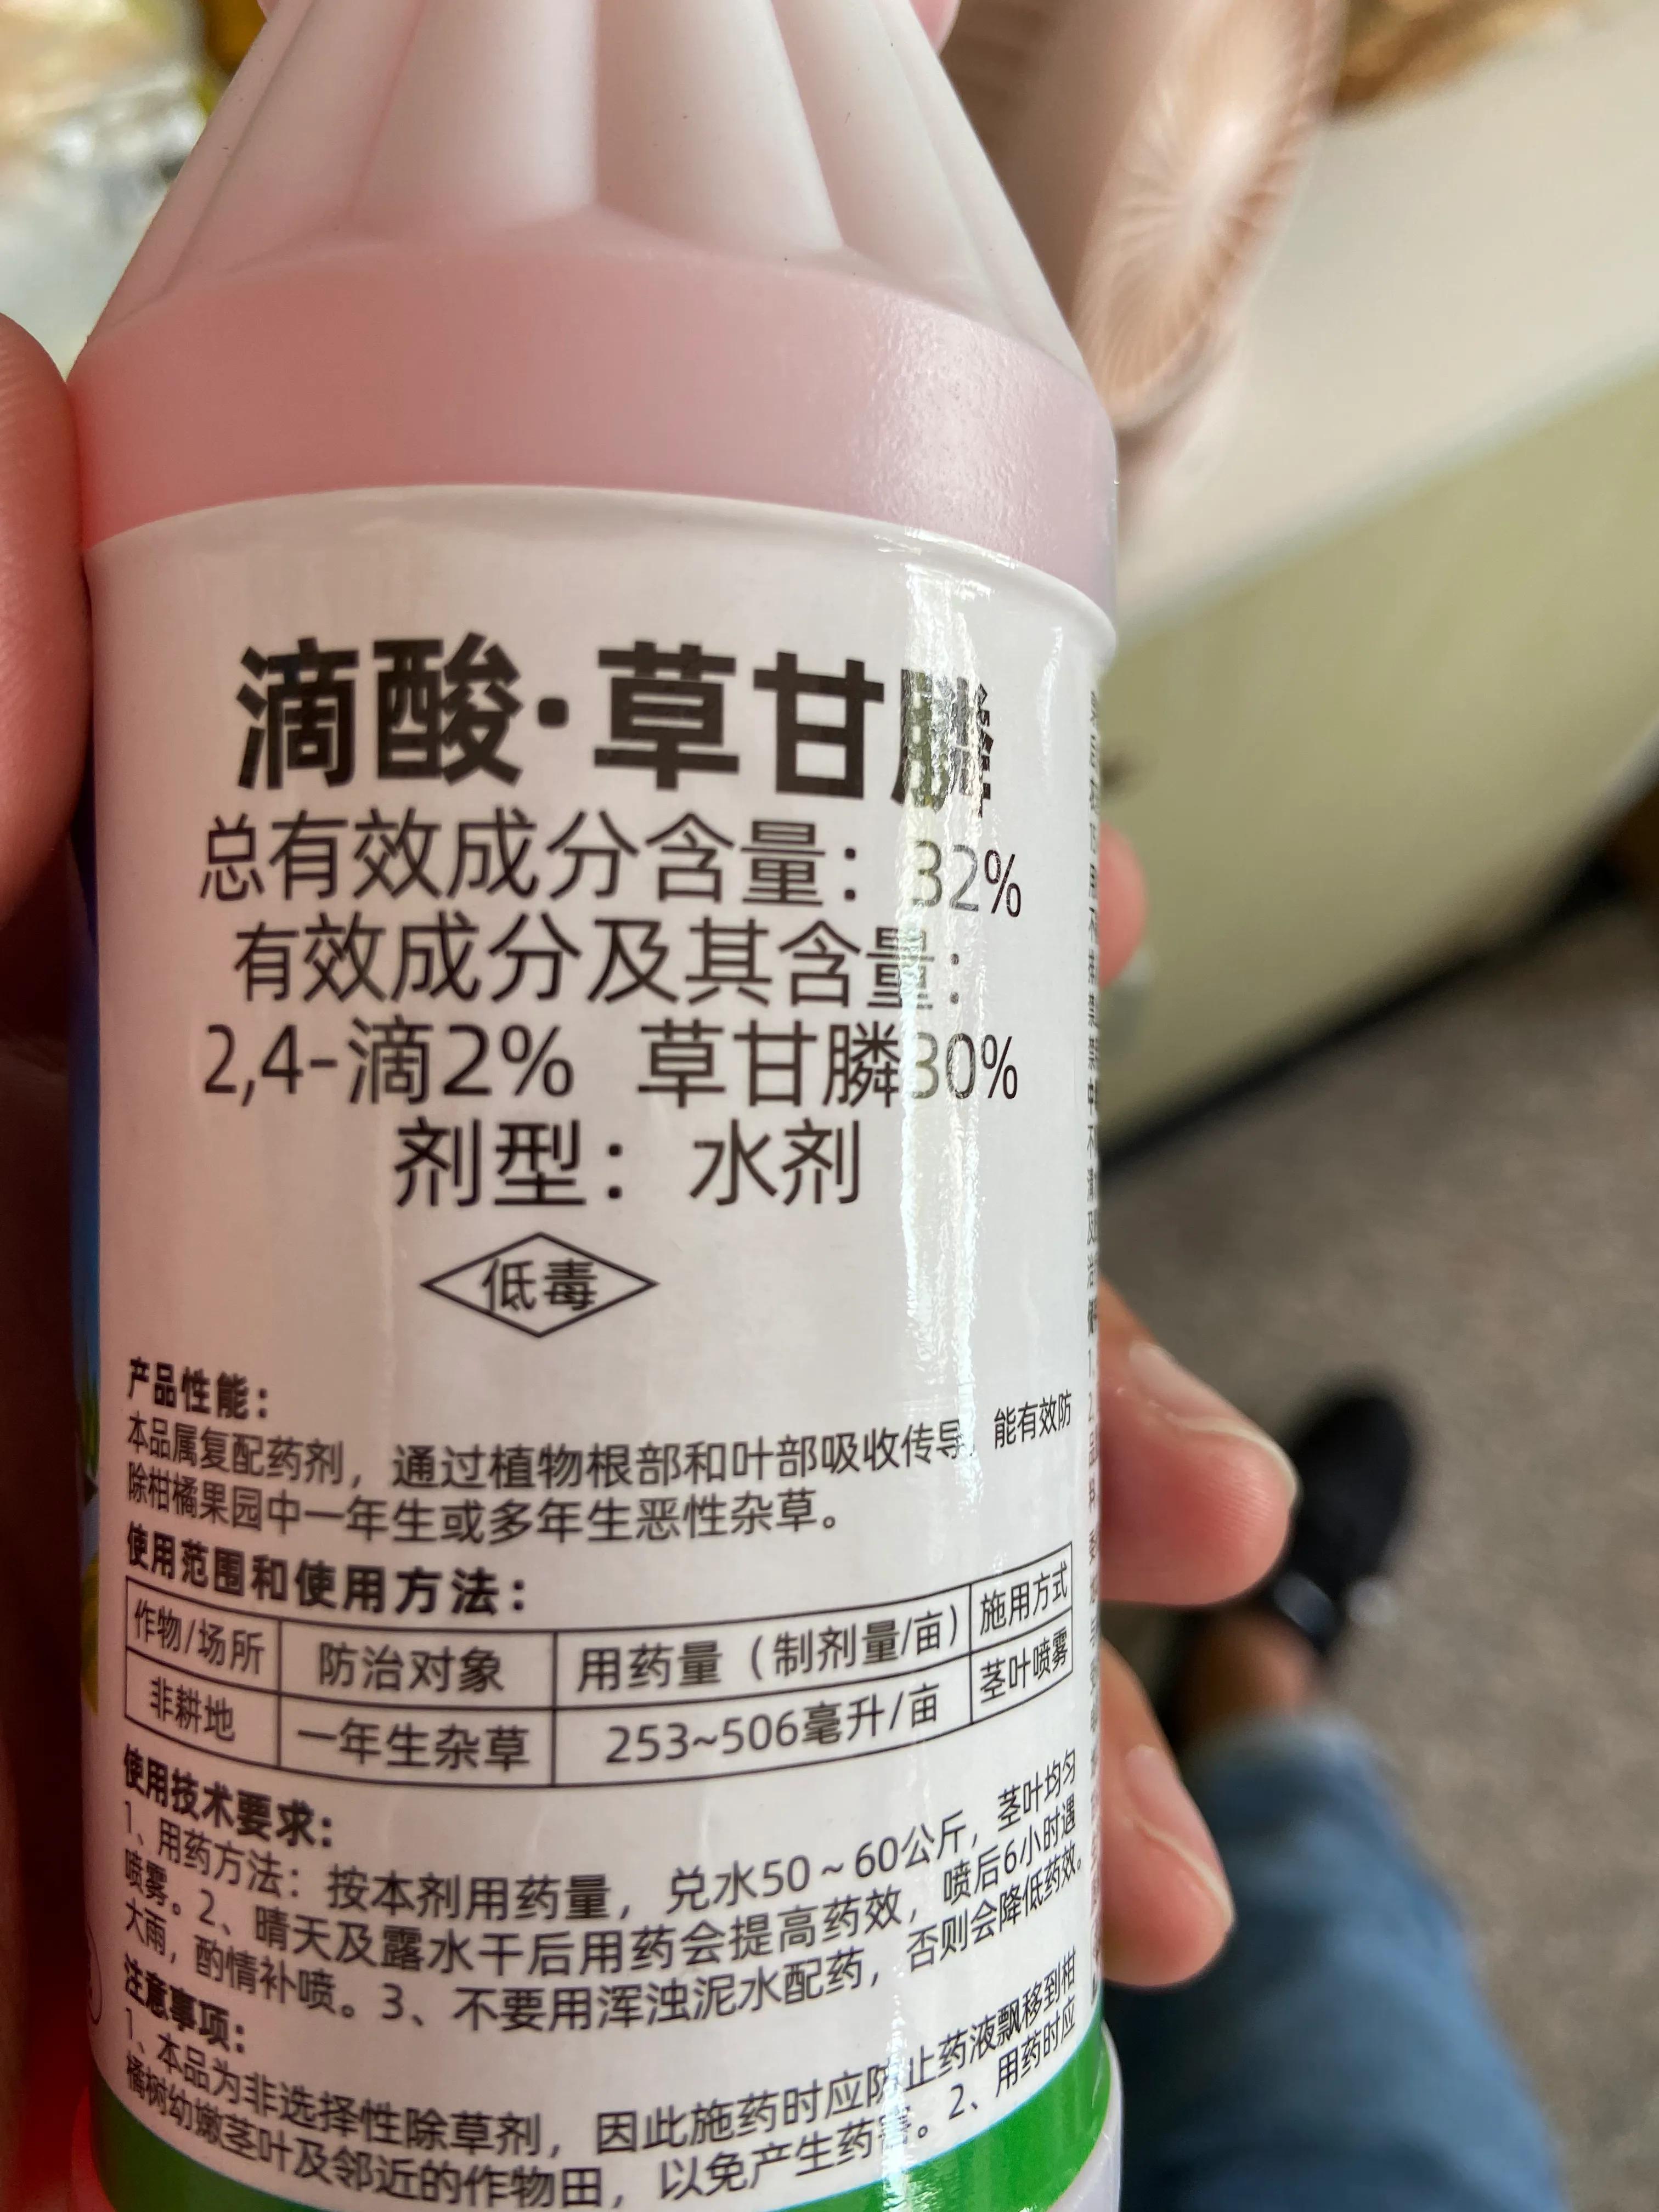 滴酸·草甘膦
总有效成分含量：32%
有效成分及其含量：
2,4-滴2% 草甘膦30%
剂型：水剂
低毒
产品性能：
本品属复配药剂，通过植物根部和叶部吸收传导，能有效防
除柑橘果园中一年生或多年生恶性杂草。
使用范围和使用方法：
作物/场所 防治对象 用药量（制剂量/亩） 施用方式
非耕地 一年生杂草 253~506毫升/亩 茎叶喷雾
使用技术要求：
1、用药方法：按本剂用药量，兑水50~60公斤，茎叶均匀
喷雾。2、晴天及露水干后用药会提高药效，喷后6小时遇
大雨，酌情补喷。3、不要用浑浊泥水配药，否则会降低药效。
注意事项：
1、本品为非选择性除草剂，因此施药时应防止药液飘移到柑
橘树幼嫩茎叶及邻近的作物田，以免产生药害。2、用药时应